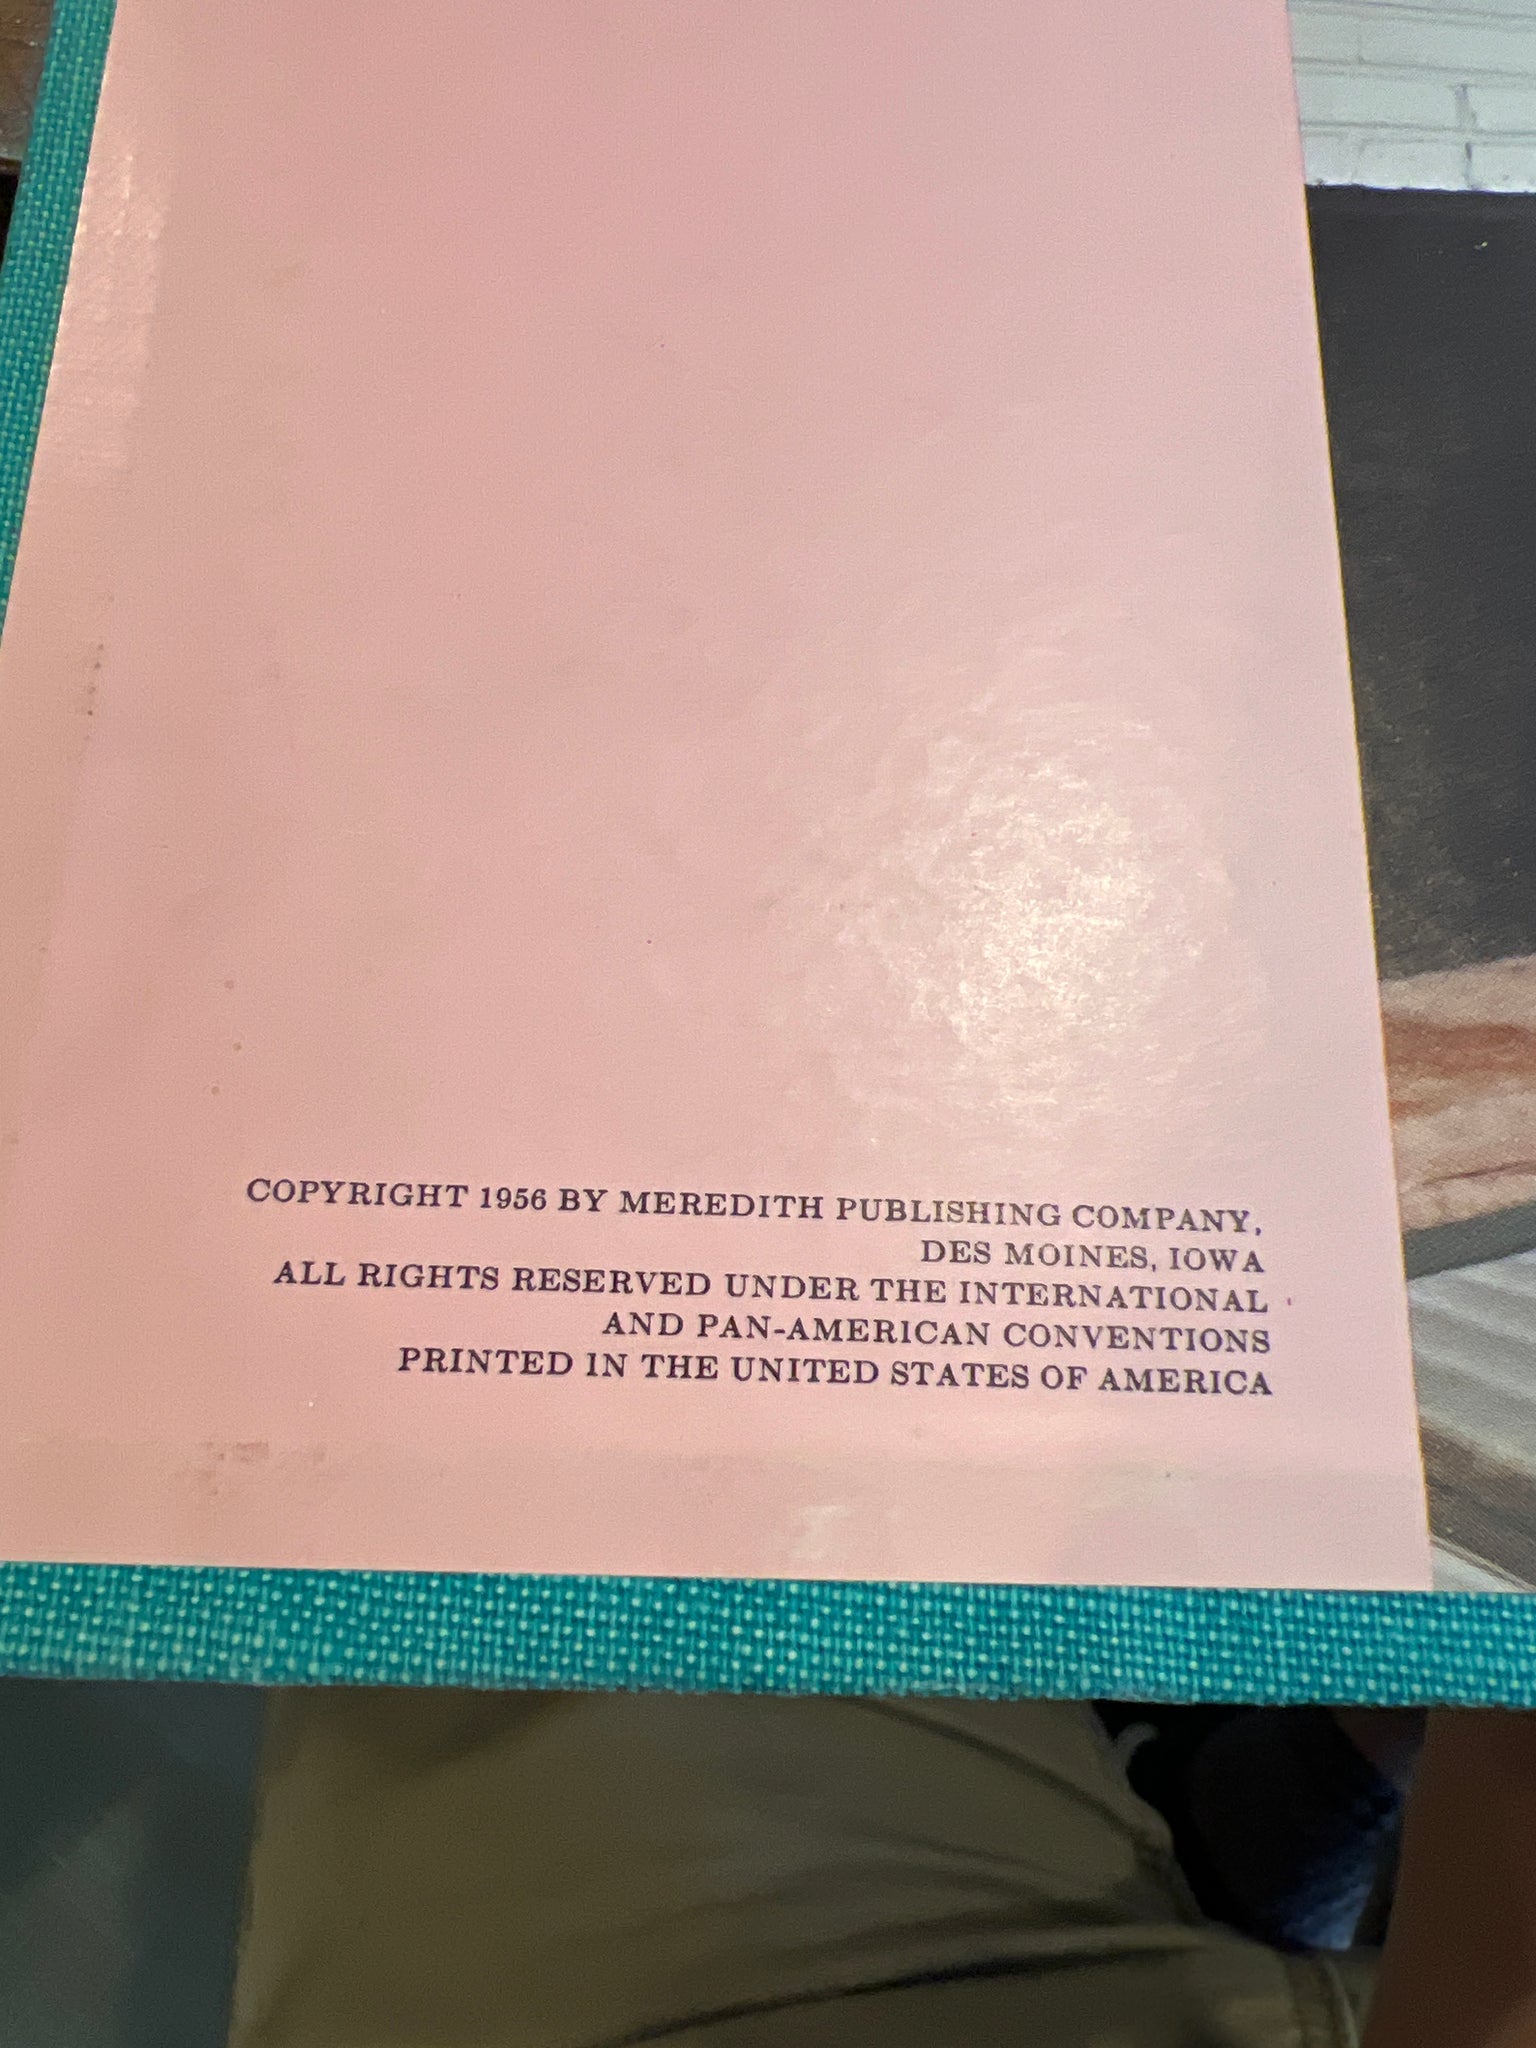 COPYRIGHT 1956 BY MEREDITH PUBLISHING COMPANY,
DES MOINES, IOWA
ALL RIGHTS RESERVED UNDER THE INTERNATIONAL
AND PAN-AMERICAN CONVENTIONS
PRINTED IN THE UNITED STATES OF AMERICA